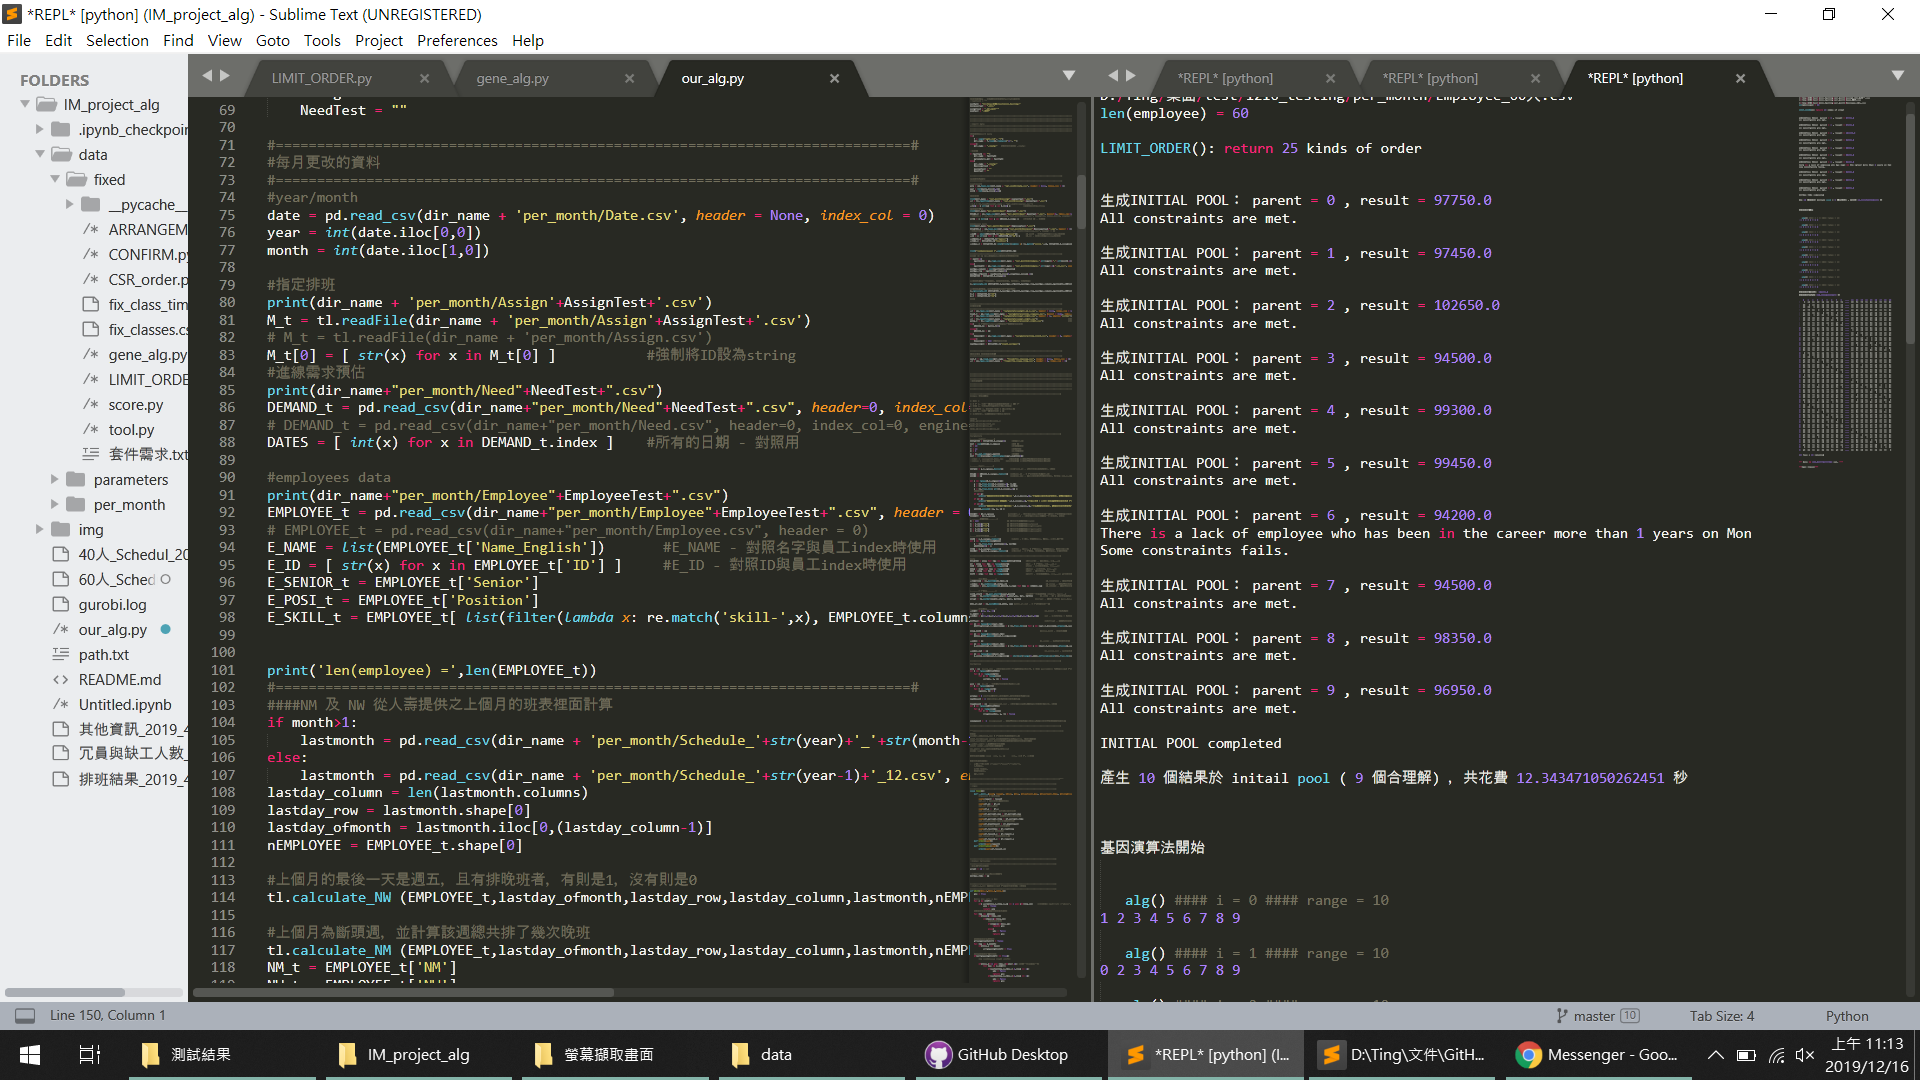 *REPL* [python] (IM_project_alg) - Sublime Text (UNREGISTERED)
File Edit Selection Find View Goto Tools Project Preferences Help
FOLDERS
IM_project_alg
.ipynb_checkpoin
data
fixed
__pycache__
/* ARRANGEM
/* CONFIRM.py
/* CSR_order.p
fix_class_tim
fix_classes.cs
/* gene_alg.py
/* LIMIT_ORDE
/* score.py
/* tool.py
套件需求.txt
parameters
per_month
img
40人_Schedul_20
60人_Sched
gurobi.log
/* our_alg.py
path.txt
<> README.md
/* Untitled.ipynb
其他資訊_2019_4
冗員與缺工人數_
排班結果_2019_4
LIMIT_ORDER.py gene_alg.py our_alg.py
69 NeedTest = ""
70
71 #=============================================================================#
72 #每月更改的資料
73 #=============================================================================#
74 #year/month
75 date = pd.read_csv(dir_name + 'per_month/Date.csv', header = None, index_col = 0)
76 year = int(date.iloc[0,0])
77 month = int(date.iloc[1,0])
78
79 #指定排班
80 print(dir_name + 'per_month/Assign'+AssignTest+'.csv')
81 M_t = tl.readFile(dir_name + 'per_month/Assign'+AssignTest+'.csv')
82 # M_t = tl.readFile(dir_name + 'per_month/Assign.csv')
83 M_t[0] = [ str(x) for x in M_t[0] ] #強制將ID設為string
84 #進線需求預估
85 print(dir_name+"per_month/Need"+NeedTest+".csv")
86 DEMAND_t = pd.read_csv(dir_name+"per_month/Need"+NeedTest+".csv", header=0, index_col
87 # DEMAND_t = pd.read_csv(dir_name+"per_month/Need.csv", header=0, index_col=0, engine
88 DATES = [ int(x) for x in DEMAND_t.index ] #所有的日期 - 對照用
89
90 #employees data
91 print(dir_name+"per_month/Employee"+EmployeeTest+".csv")
92 EMPLOYEE_t = pd.read_csv(dir_name+"per_month/Employee"+EmployeeTest+".csv", header =
93 # EMPLOYEE_t = pd.read_csv(dir_name+"per_month/Employee.csv", header = 0)
94 E_NAME = list(EMPLOYEE_t['Name_English']) #E_NAME - 對照名字與員工index時使用
95 E_ID = [ str(x) for x in EMPLOYEE_t['ID'] ] #E_ID - 對照ID與員工index時使用
96 E_SENIOR_t = EMPLOYEE_t['Senior']
97 E_POSI_t = EMPLOYEE_t['Position']
98 E_SKILL_t = EMPLOYEE_t[ list(filter(lambda x: re.match('skill-',x), EMPLOYEE_t.column
99
100
101 print('len(employee) =',len(EMPLOYEE_t))
102 #=============================================================================#
103 ####NM 及 NW 從人壽提供之上個月的班表裡面計算
104 if month>1:
105 lastmonth = pd.read_csv(dir_name + 'per_month/Schedule_'+str(year)+'_'+str(month-
106 else:
107 lastmonth = pd.read_csv(dir_name + 'per_month/Schedule_'+str(year-1)+'_12.csv', e
108 lastday_column = len(lastmonth.columns)
109 lastday_row = lastmonth.shape[0]
110 lastday_ofmonth = lastmonth.iloc[0,(lastday_column-1)]
111 nEMPLOYEE = EMPLOYEE_t.shape[0]
112
113 #上個月的最後一天是週五，且有排晚班者，有則是1，沒有則是0
114 tl.calculate_NW (EMPLOYEE_t,lastday_ofmonth,lastday_row,lastday_column,lastmonth,nEMP
115
116 #上個月為斷頭週，並計算該週總共排了幾次晚班
117 tl.calculate_NM (EMPLOYEE_t,lastday_ofmonth,lastday_row,lastday_column,lastmonth,nEMP
118 NM_t = EMPLOYEE_t['NM']
*REPL* [python] *REPL* [python] *REPL* [python]
D:/Ting/桌面/test/1216_testing/per_month/Employee_60人.csv
len(employee) = 60
LIMIT_ORDER(): return 25 kinds of order
生成INITIAL POOL： parent = 0 , result = 97750.0
All constraints are met.
生成INITIAL POOL： parent = 1 , result = 97450.0
All constraints are met.
生成INITIAL POOL： parent = 2 , result = 102650.0
All constraints are met.
生成INITIAL POOL： parent = 3 , result = 94500.0
All constraints are met.
生成INITIAL POOL： parent = 4 , result = 99300.0
All constraints are met.
生成INITIAL POOL： parent = 5 , result = 99450.0
All constraints are met.
生成INITIAL POOL： parent = 6 , result = 94200.0
There is a lack of employee who has been in the career more than 1 years on Mon
Some constraints fails.
生成INITIAL POOL： parent = 7 , result = 94500.0
All constraints are met.
生成INITIAL POOL： parent = 8 , result = 98350.0
All constraints are met.
生成INITIAL POOL： parent = 9 , result = 96950.0
All constraints are met.
INITIAL POOL completed
產生 10 個結果於 initail pool ( 9 個合理解) ，共花費 12.343471050262451 秒
基因演算法開始
alg() #### i = 0 #### range = 10
1 2 3 4 5 6 7 8 9
alg() #### i = 1 #### range = 10
0 2 3 4 5 6 7 8 9
Line 150, Column 1 master 10 Tab Size: 4 Python
測試結果 IM_project_alg 螢幕擷取畫面 data GitHub Desktop *REPL* [python] (I... D:\Ting\文件\GitH... Messenger - Goo...
上午 11:13
2019/12/16